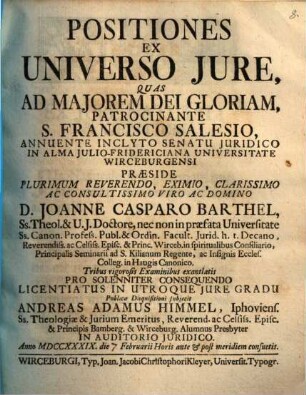 POSITIONES
EX
UNIVERSO JURE,
QUAS
AD MAJOREM DEI GLORIAM,
PATROCINANTE
S. FRANCISCO SALESIO,
ANNUENTE INCLYTO SENATU JURIDICO
IN ALMA JULIO-FRIDERICIANA UNIVERSITATE
WIRCEBURGENSI
PRÆSIDE
PLURIMUM REVERENDO, EXIMIO, CLARISSIMO
AC CONSULTISSIMO VIRO AC DOMINO
D. JOANNE CASPARO BARTHEL,
Ss. Theol. & U. J. Doctore, nec non in præfata Universitate
Ss. Canon. Profess. Publ. & Ordin. Facult. Jurid. h. t. Decano,
Reverendiss. ac Celsiss. Episc. & Princ. Wirceb. in spiritualibus Consiliario,
Principalis Seminarii ad S. Kilianum Regente, ac Insignis Eccles.
Colleg. in Haugis Canonico.
Tribus rigorosis Examinibus exantlatis
PRO SOLENNITER CONSEQUENDO
LICENTIATUS IN UTROQUE JURE GRADU
Publicæ Disquisitioni subjecit
ANDREAS ADAMUS HIMMEL, Iphoviens.
Ss. Theologiæ & Jurium Emeritus, Reverend. ac Celsiss. Episc.
& Principis Bamberg. & Wirceburg. Alumnus Presbyter
IN AUDITORIO JURIDICO.
Anno MDCCXXXIX. die 7 Februarii Horis ante & post meridiem consuetis.
WIRCEBURGI, Typ. Joan. Jacobi Christophori Kleyer, Universit. Typogr.